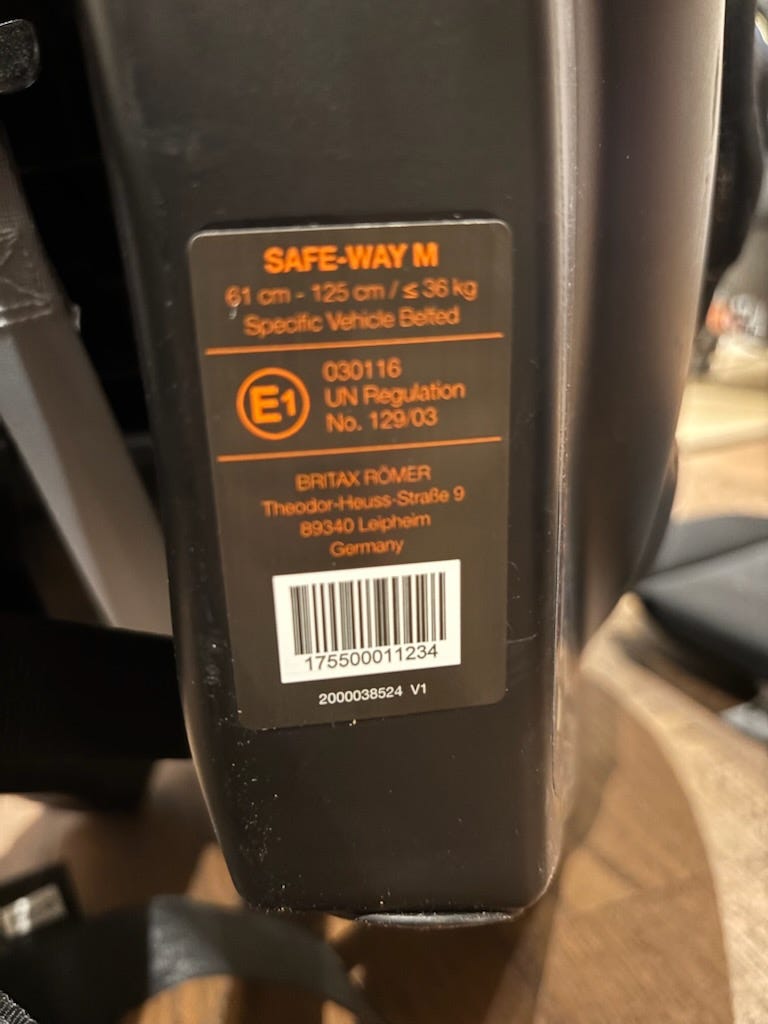 SAFE-WAY M
61 cm - 125 cm / ≤ 36 kg
Specific Vehicle Belted
E1
030116
UN Regulation
No. 129/03
BRITAX RÖMER
Theodor-Heuss-Straße 9
89340 Leipheim
Germany
175500011234
2000038524 V1